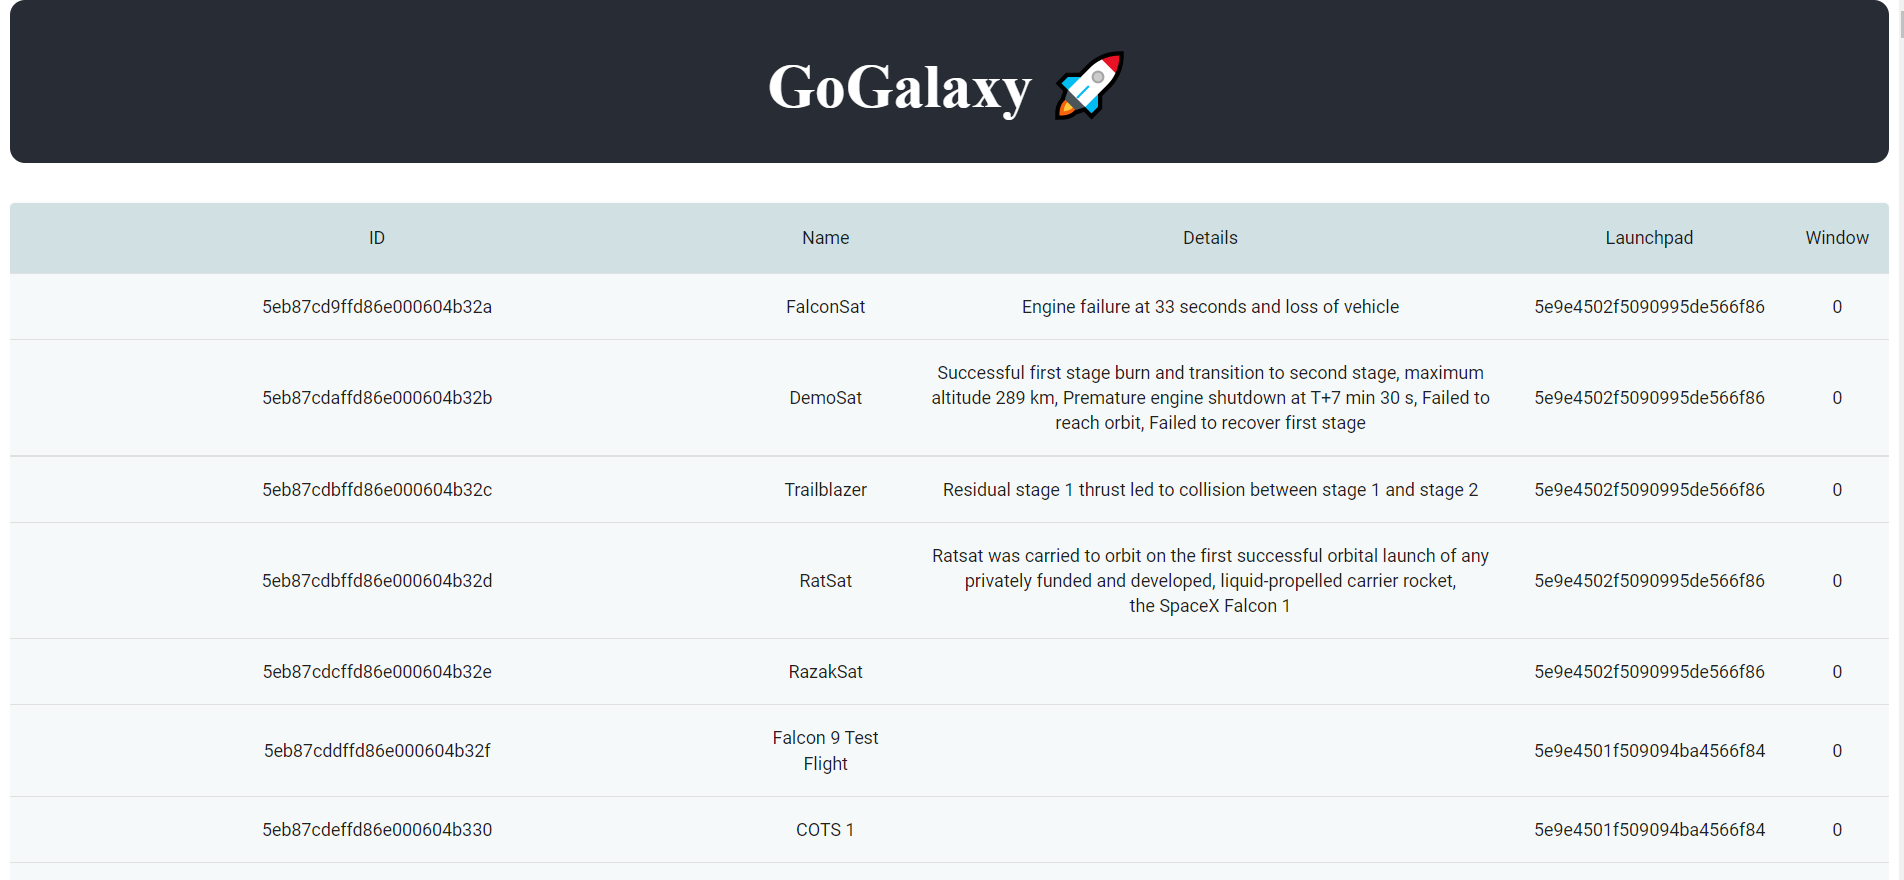 GoGalaxy 🚀
ID Name Details Launchpad Window
5eb87cd9ffd86e000604b32a FalconSat Engine failure at 33 seconds and loss of vehicle 5e9e4502f5090995de566f86 0
Successful first stage burn and transition to second stage, maximum
5eb87cdaffd86e000604b32b DemoSat altitude 289 km, Premature engine shutdown at T+7 min 30 s, Failed to 5e9e4502f5090995de566f86 0
reach orbit, Failed to recover first stage
5eb87cdbffd86e000604b32c Trailblazer Residual stage 1 thrust led to collision between stage 1 and stage 2 5e9e4502f5090995de566f86 0
Ratsat was carried to orbit on the first successful orbital launch of any
5eb87cdbffd86e000604b32d RatSat privately funded and developed, liquid-propelled carrier rocket, 5e9e4502f5090995de566f86 0
the SpaceX Falcon 1
5eb87cdcffd86e000604b32e RazakSat 5e9e4502f5090995de566f86 0
Falcon 9 Test
5eb87cddffd86e000604b32f Flight 5e9e4501f509094ba4566f84 0
5eb87cdeffd86e000604b330 COTS 1 5e9e4501f509094ba4566f84 0